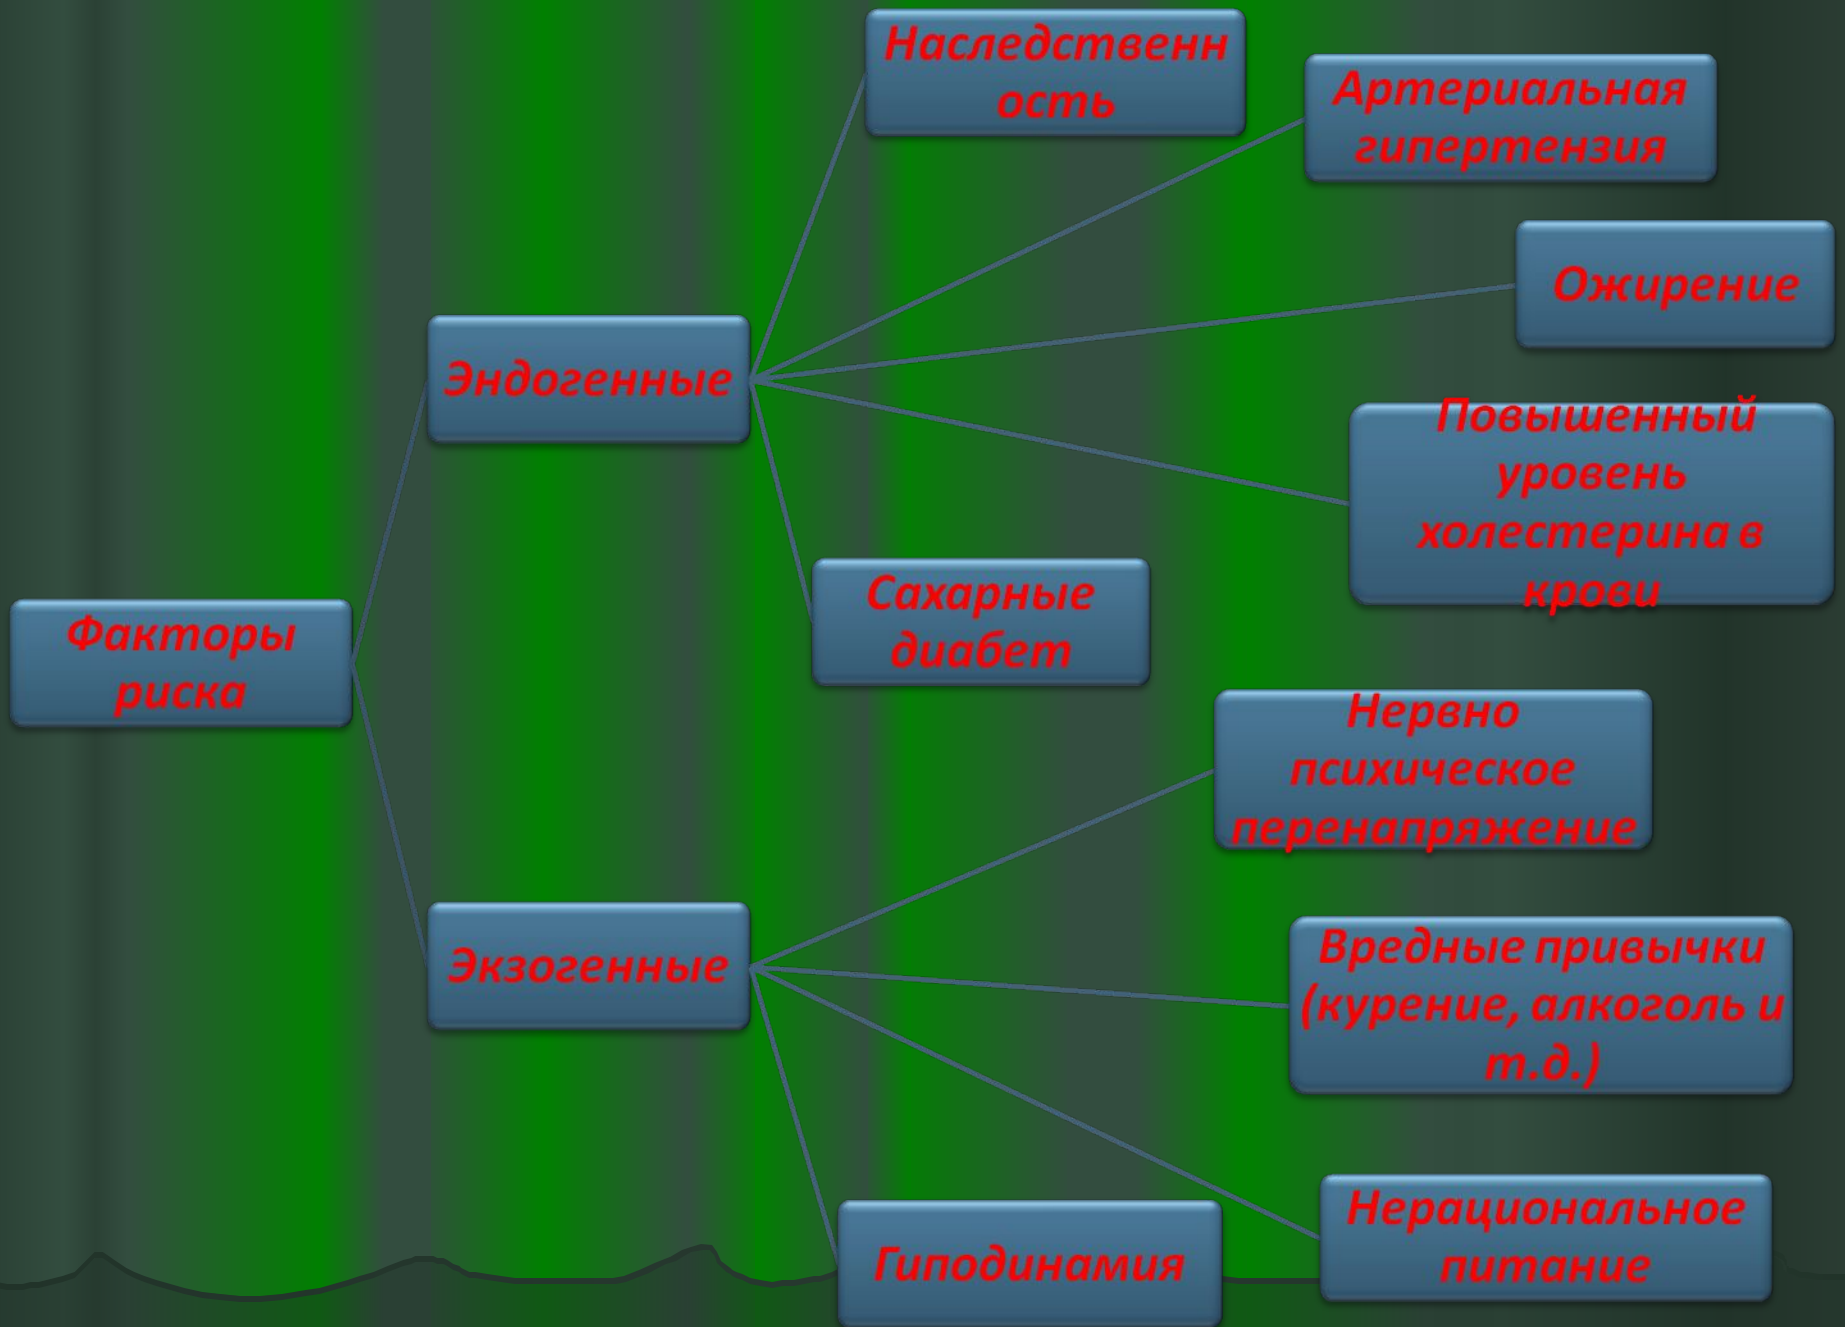 Факторы
риска
Эндогенные
Наследственн
ость
Артериальная
гипертензия
Ожирение
Повышенный
уровень
холестерина в
крови
Сахарные
диабет
Экзогенные
Нервно
психическое
перенапряжение
Вредные привычки
(курение, алкоголь и
т.д.)
Нерациональное
питание
Гиподинамия